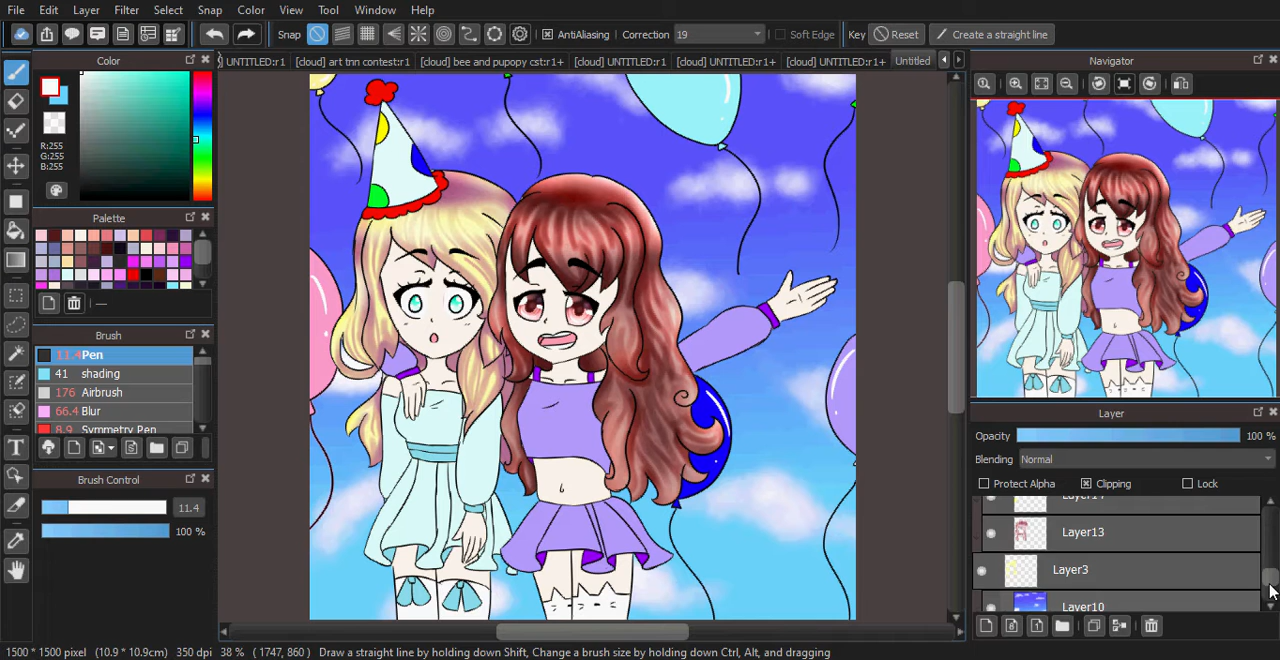 File Edit Layer Filter Select Snap Color View Tool Window Help
Snap AntiAliasing Correction 19 Soft Edge Key Reset Create a straight line
UNTITLED:r1 [cloud] art tnn contest:r1 [cloud] bee and puppy cst:r1+ [cloud] UNTITLED:r1 [cloud] UNTITLED:r1+ [cloud] UNTITLED:r1+ Untitled
Color
R:255
G:255
B:255
Palette
Brush
11.4 Pen
41 shading
176 Airbrush
66.4 Blur
8.9 Symmetry Pen
Brush Control
11.4
100 %
Navigator
Layer
Opacity 100 %
Blending Normal
Protect Alpha Clipping Lock
Layer13
Layer3
Layer10
1500 * 1500 pixel (10.9 * 10.9cm) 350 dpi 38 % ( 1747, 860 ) Draw a straight line by holding down Shift, Change a brush size by holding down Ctrl, Alt, and dragging